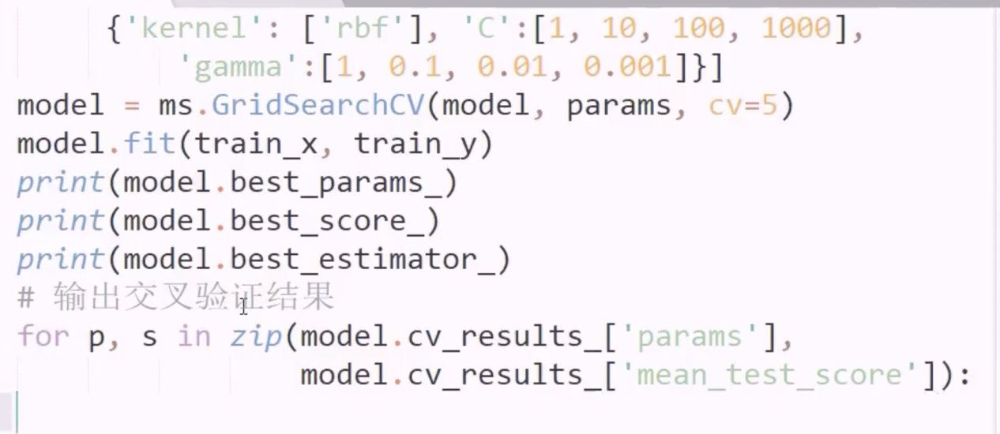 {'kernel': ['rbf'], 'C':[1, 10, 100, 1000],
'gamma':[1, 0.1, 0.01, 0.001]}]
model = ms.GridSearchCV(model, params, cv=5)
model.fit(train_x, train_y)
print(model.best_params_)
print(model.best_score_)
print(model.best_estimator_)
# 输出交叉验证结果
for p, s in zip(model.cv_results_['params'],
model.cv_results_['mean_test_score']):